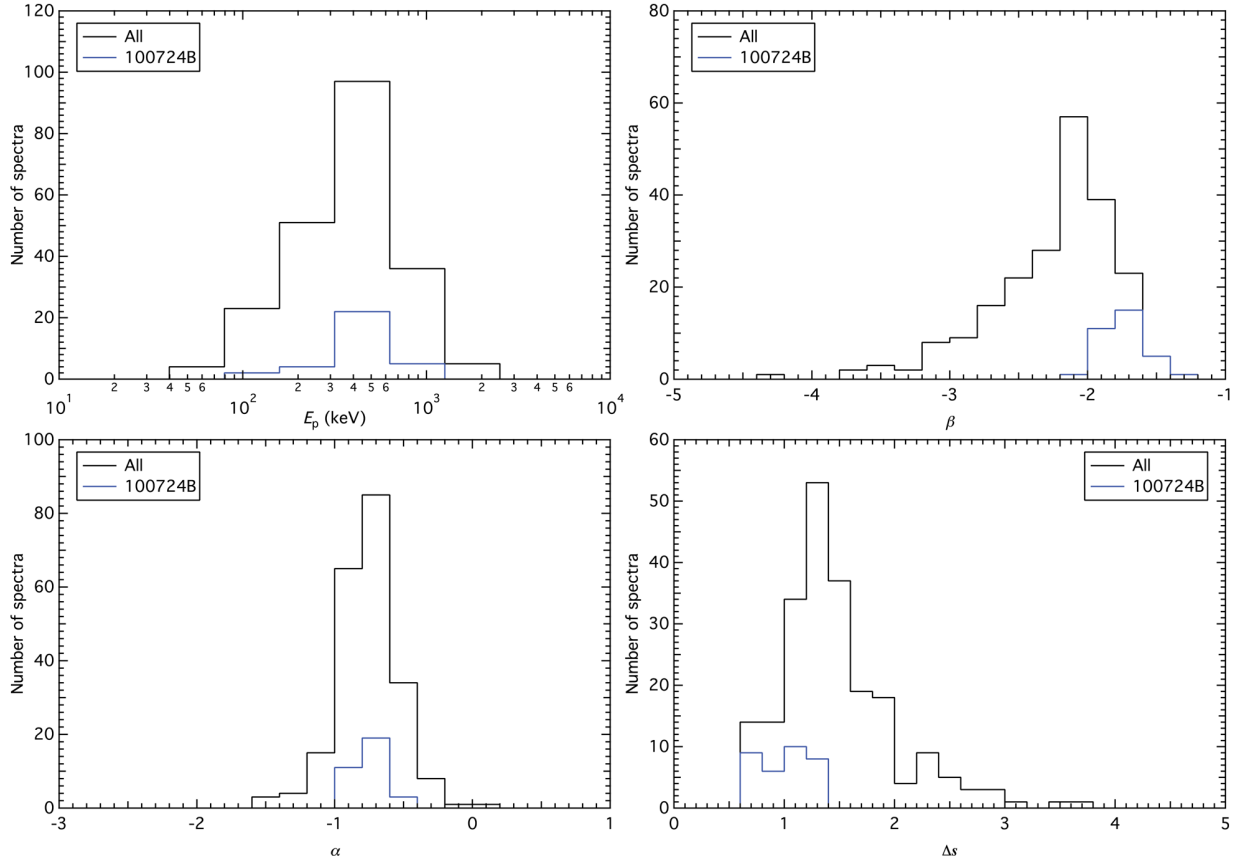 120
100
80
60
40
20
0
Number of spectra
All
100724B
2 3 4 5 6 2 3 4 5 6 2 3 4 5 6
10^1 10^2 10^3 10^4
E_p (keV)
80
60
40
20
0
Number of spectra
All
100724B
-5 -4 -3 -2 -1
β
100
80
60
40
20
0
Number of spectra
All
100724B
-3 -2 -1 0 1
α
60
50
40
30
20
10
0
Number of spectra
All
100724B
0 1 2 3 4 5
Δs